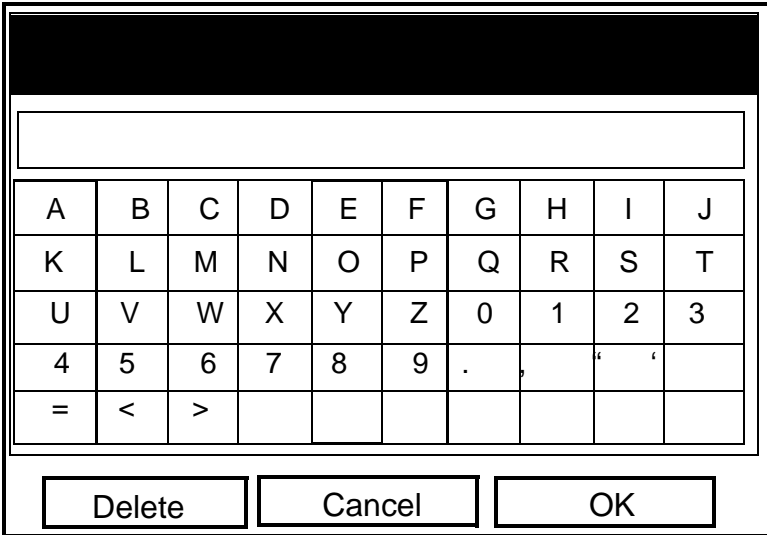 A B C D E F G H I J
K L M N O P Q R S T
U V W X Y Z 0 1 2 3
4 5 6 7 8 9 . , “ ‘
= < >
Delete Cancel OK